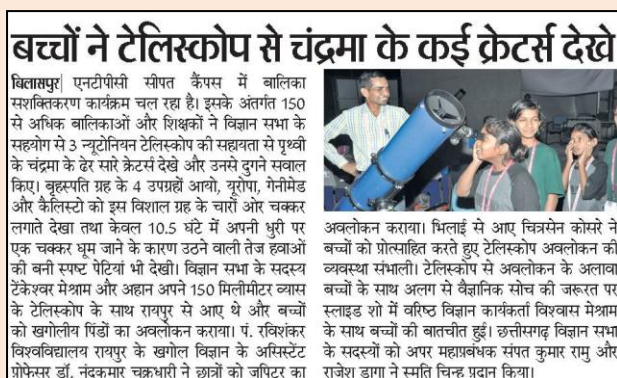 बच्चों ने टेलिस्कोप से चंद्रमा के कई क्रेटर्स देखे
बिलासपुर| एनटीपीसी सीपत कैंपस में बालिका
सशक्तिकरण कार्यक्रम चल रहा है। इसके अंतर्गत 150
से अधिक बालिकाओं और शिक्षकों ने विज्ञान सभा के
सहयोग से 3 न्यूटोनियन टेलिस्कोप की सहायता से पृथ्वी
के चंद्रमा के ढेर सारे क्रेटर्स देखे और उनसे दुगने सवाल
किए। बृहस्पति ग्रह के 4 उपग्रहों आयो, यूरोपा, गेनीमेड
और कैलिस्टो को इस विशाल ग्रह के चारों ओर चक्कर
लगाते देखा तथा केवल 10.5 घंटे में अपनी धुरी पर
एक चक्कर घूम जाने के कारण उठने वाली तेज हवाओं
की बनी स्पष्ट पेटियां भी देखी। विज्ञान सभा के सदस्य
टेंकेश्वर मेश्राम और अहान अपने 150 मिलीमीटर व्यास
के टेलिस्कोप के साथ रायपुर से आए थे और बच्चों
को खगोलीय पिंडों का अवलोकन कराया। पं. रविशंकर
विश्वविद्यालय रायपुर के खगोल विज्ञान के असिस्टेंट
प्रोफेसर डॉ. नंदकुमार चक्रधारी ने छात्रों को जुपिटर का
अवलोकन कराया। भिलाई से आए चित्रसेन कोसरे ने
बच्चों को प्रोत्साहित करते हुए टेलिस्कोप अवलोकन की
व्यवस्था संभाली। टेलिस्कोप से अवलोकन के अलावा
बच्चों के साथ अलग से वैज्ञानिक सोच की जरूरत पर
स्लाइड शो में वरिष्ठ विज्ञान कार्यकर्ता विश्वास मेश्राम
के साथ बच्चों की बातचीत हुई। छत्तीसगढ़ विज्ञान सभा
के सदस्यों को अपर महाप्रबंधक संपत कुमार रामु और
राजेश डागा ने स्मृति चिन्ह प्रदान किया।